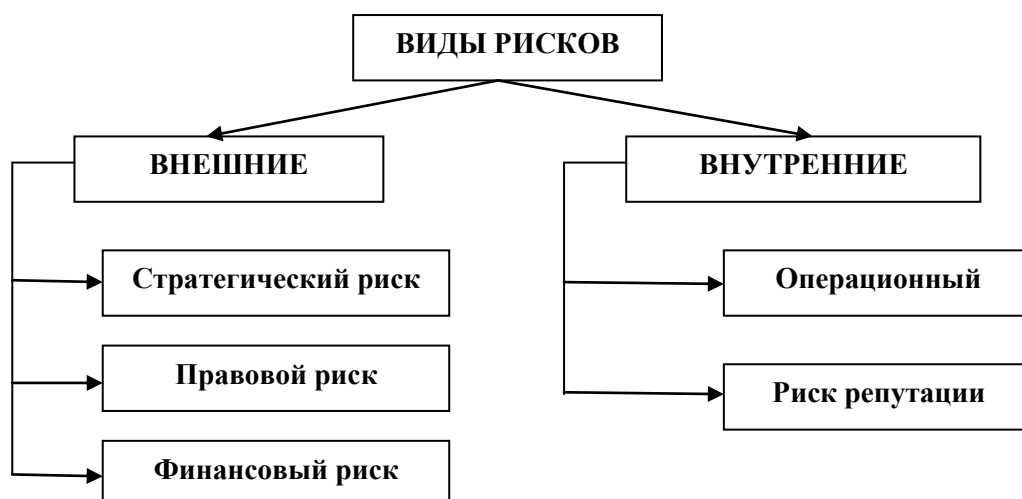 ВИДЫ РИСКОВ
ВНЕШНИЕ
ВНУТРЕННИЕ
Стратегический риск
Операционный
Правовой риск
Риск репутации
Финансовый риск